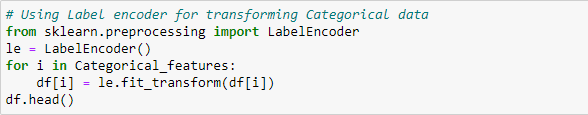 # Using Label encoder for transforming Categorical data
from sklearn.preprocessing import LabelEncoder
le = LabelEncoder()
for i in Categorical_features:
    df[i] = le.fit_transform(df[i])
df.head()